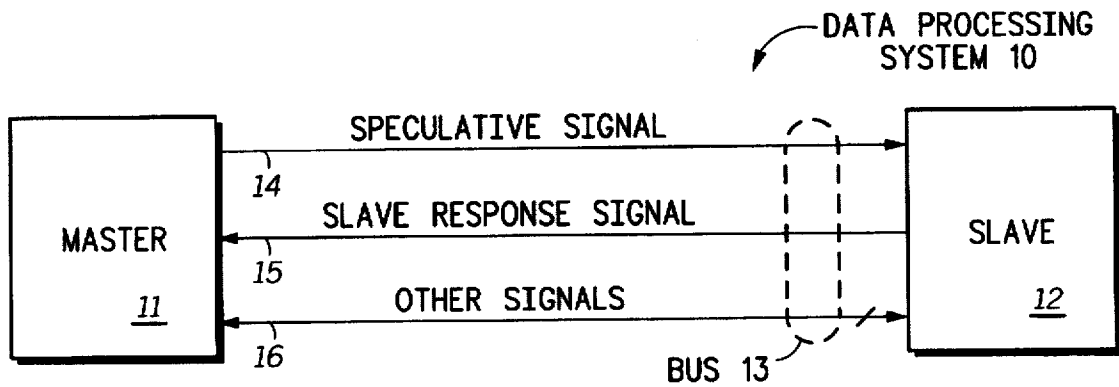 DATA PROCESSING
SYSTEM 10
SPECULATIVE SIGNAL
14
MASTER
11
SLAVE RESPONSE SIGNAL
15
SLAVE
12
OTHER SIGNALS
16
BUS 13